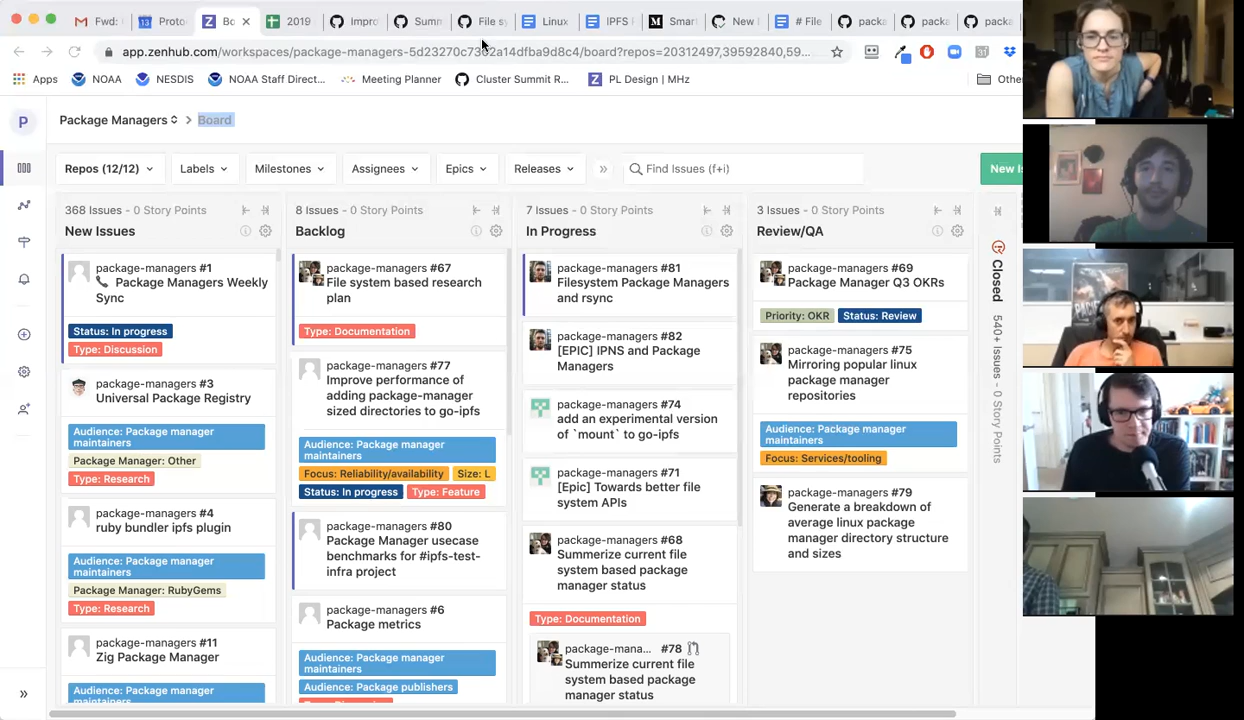 Fwd:
Proto
Bo
2019
Impro
Summ
File sy
Linux
IPFS P
Smar
New I
# File
packa
packa
packa
app.zenhub.com/workspaces/package-managers-5d23270c7
2a14dfba9d8c4/board?repos=20312497,39592840,59...
Apps
NOAA
NESDIS
NOAA Staff Direct...
Meeting Planner
Cluster Summit R...
PL Design | MHz
Other
P
Package Managers
Board
Repos (12/12)
Labels
Milestones
Assignees
Epics
Releases
»
Find Issues (f+i)
New Is
368 Issues - 0 Story Points
New Issues
package-managers #1
📞 Package Managers Weekly
Sync
Status: In progress
Type: Discussion
package-managers #3
Universal Package Registry
Audience: Package manager
maintainers
Package Manager: Other
Type: Research
package-managers #4
ruby bundler ipfs plugin
Audience: Package manager
maintainers
Package Manager: RubyGems
Type: Research
package-managers #11
Zig Package Manager
Audience: Package manager
maintainers
8 Issues - 0 Story Points
Backlog
package-managers #67
File system based research
plan
Type: Documentation
package-managers #77
Improve performance of
adding package-manager
sized directories to go-ipfs
Audience: Package manager
maintainers
Focus: Reliability/availability
Size: L
Status: In progress
Type: Feature
package-managers #80
Package Manager usecase
benchmarks for #ipfs-test-
infra project
package-managers #6
Package metrics
Audience: Package manager
maintainers
Audience: Package publishers
7 Issues - 0 Story Points
In Progress
package-managers #81
Filesystem Package Managers
and rsync
package-managers #82
[EPIC] IPNS and Package
Managers
package-managers #74
add an experimental version
of `mount` to go-ipfs
package-managers #71
[Epic] Towards better file
system APIs
package-managers #68
Summerize current file
system based package
manager status
Type: Documentation
package-mana... #78
Summerize current file
system based package
manager status
3 Issues - 0 Story Points
Review/QA
package-managers #69
Package Manager Q3 OKRs
Priority: OKR
Status: Review
package-managers #75
Mirroring popular linux
package manager
repositories
Audience: Package manager
maintainers
Focus: Services/tooling
package-managers #79
Generate a breakdown of
average linux package
manager directory structure
and sizes
Closed
540+ Issues - 0 Story Points
»